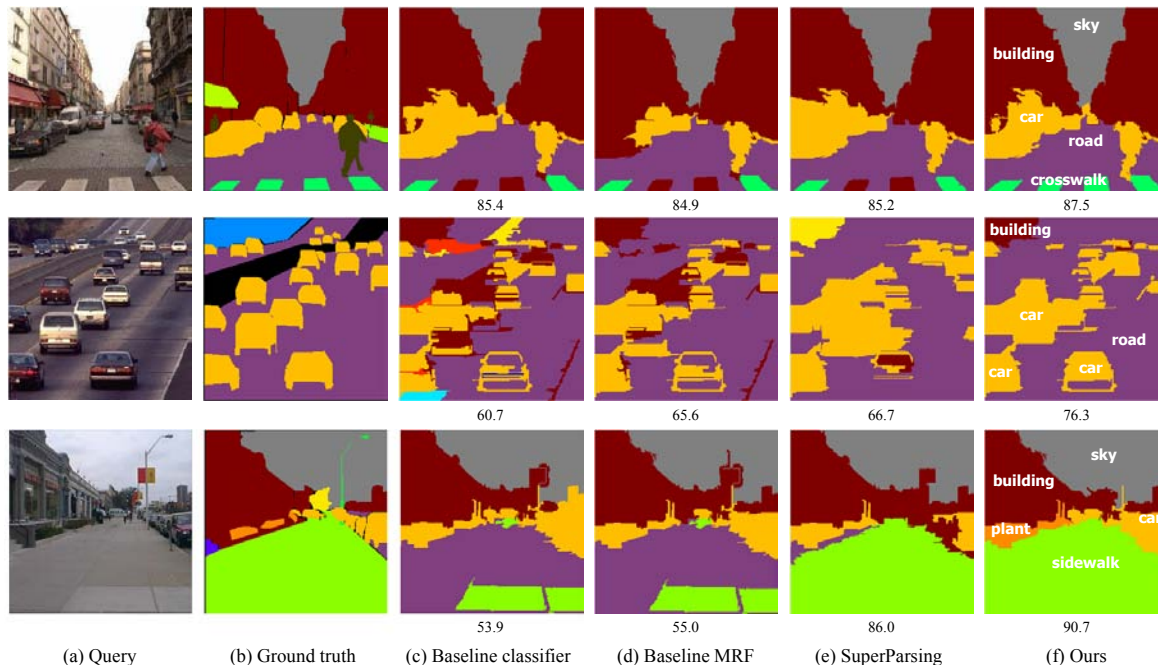 sky
building
car
road
crosswalk
85.4 84.9 85.2 87.5
building
car
road
car car
60.7 65.6 66.7 76.3
sky
building
plant car
sidewalk
53.9 55.0 86.0 90.7
(a) Query (b) Ground truth (c) Baseline classifier (d) Baseline MRF (e) SuperParsing (f) Ours